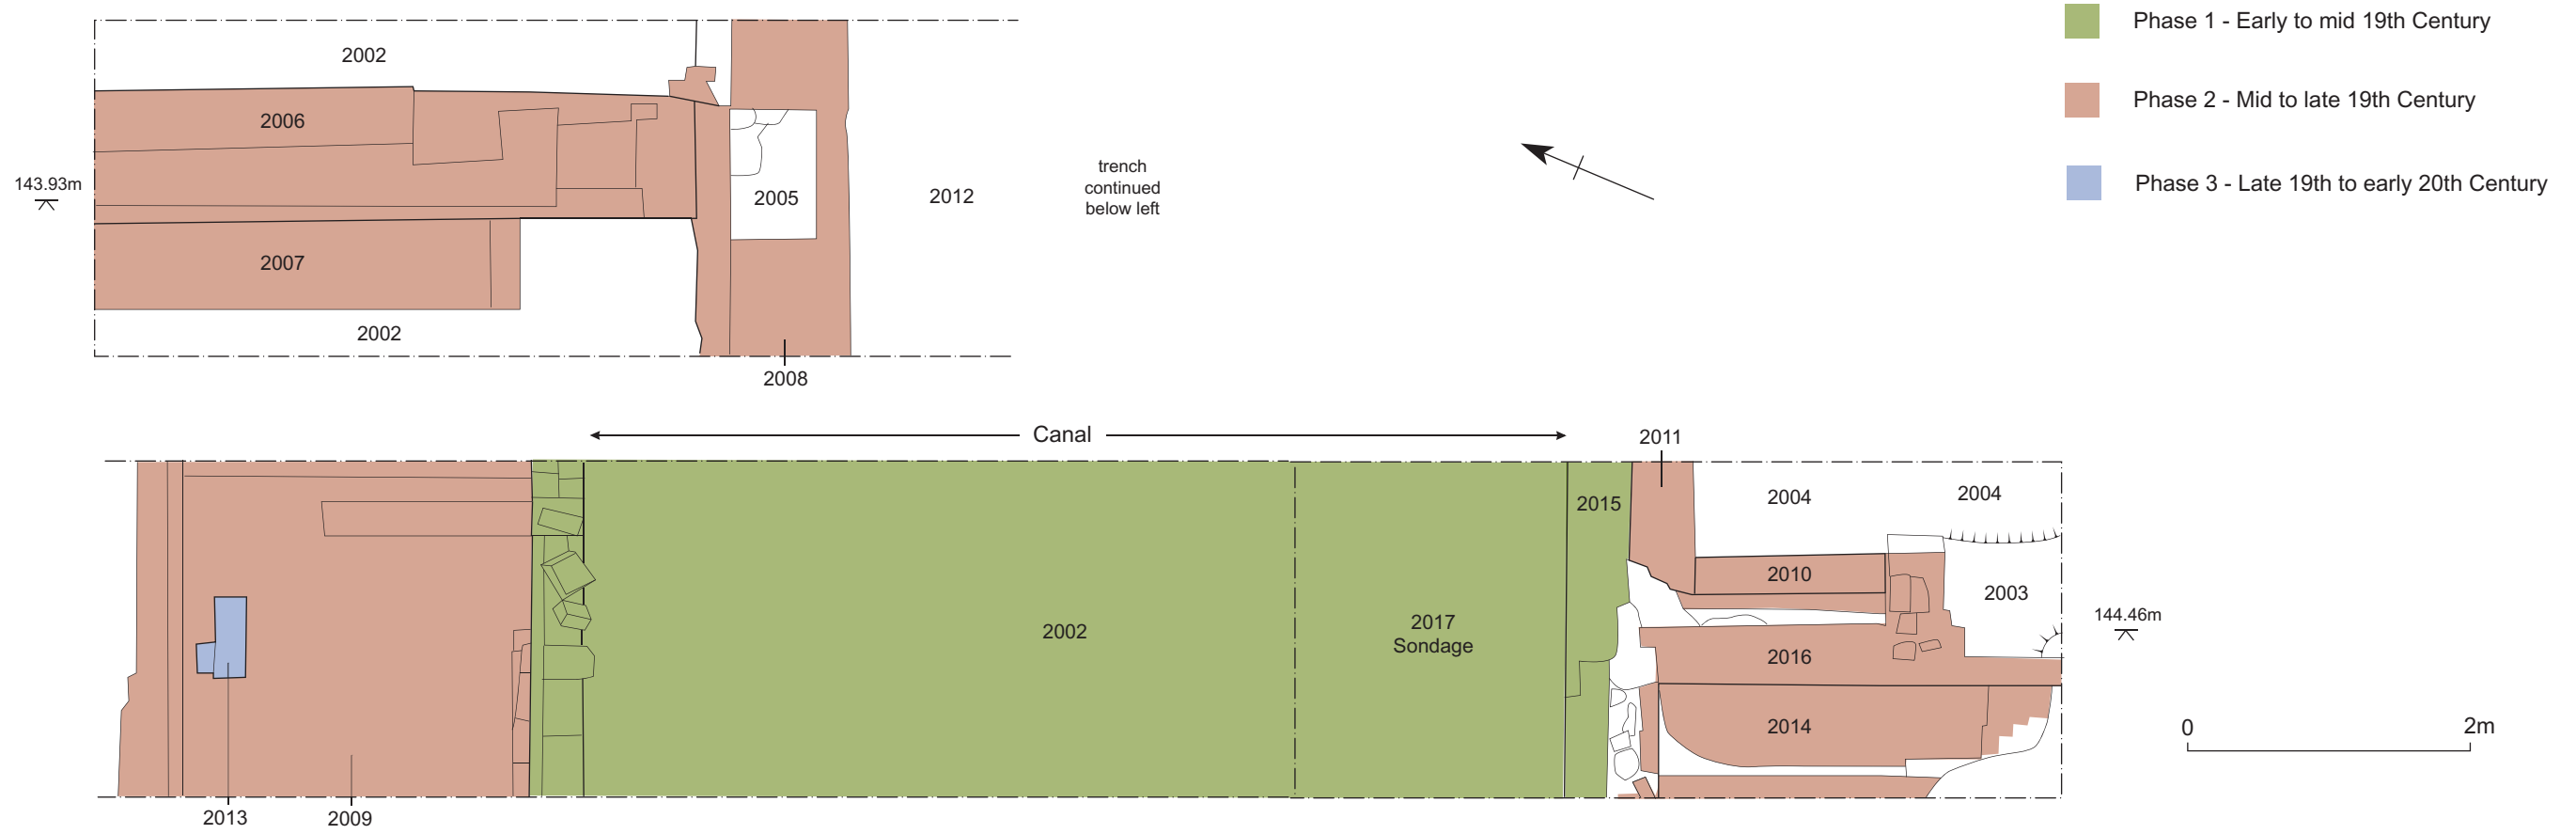 Phase 1 - Early to mid 19th Century
Phase 2 - Mid to late 19th Century
Phase 3 - Late 19th to early 20th Century
2002
2006
143.93m
2005
2012
trench
continued
below left
2007
2002
2008
Canal
2011
2015
2004
2004
2010
2003
2002
2017
Sondage
144.46m
2016
2014
0
2m
2013
2009